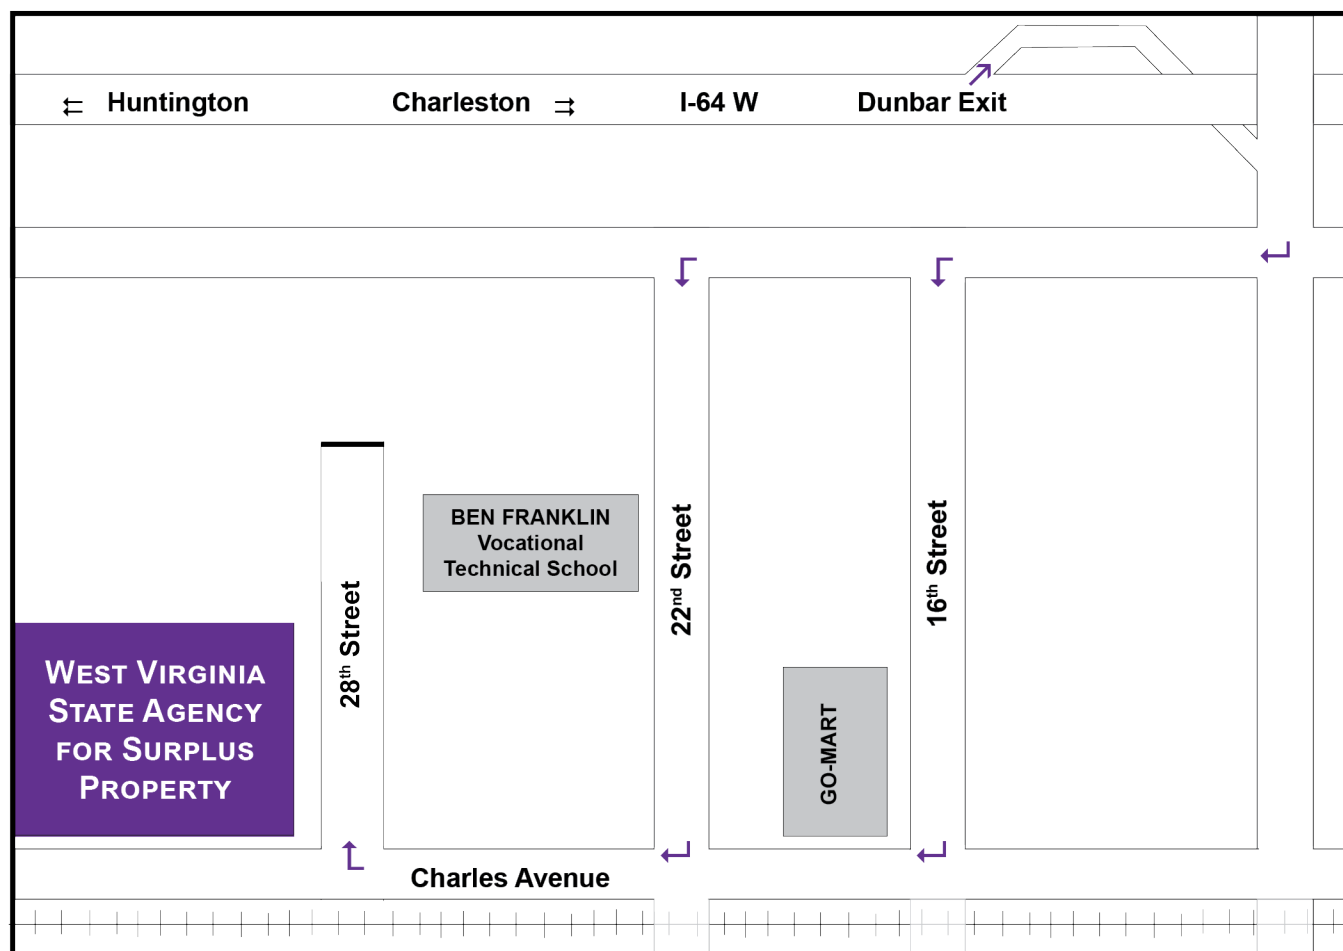 Huntington
Charleston
I-64 W
Dunbar Exit
BEN FRANKLIN
Vocational
Technical School
22nd Street
16th Street
28th Street
WEST VIRGINIA
STATE AGENCY
FOR SURPLUS
PROPERTY
GO-MART
Charles Avenue